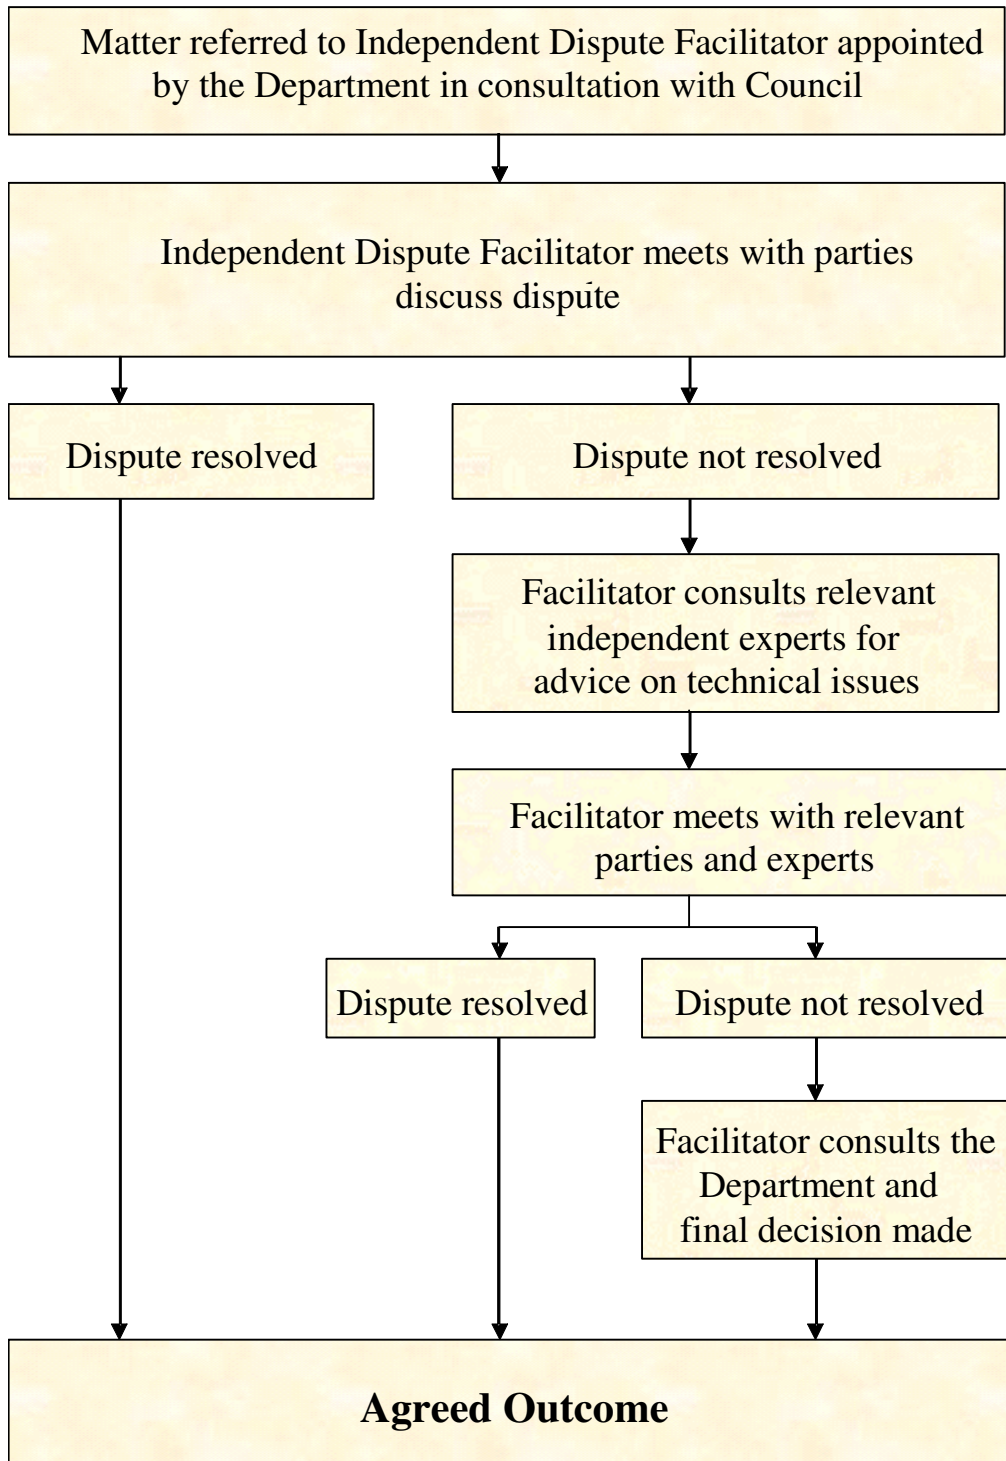 Matter referred to Independent Dispute Facilitator appointed
by the Department in consultation with Council
Independent Dispute Facilitator meets with parties
discuss dispute
Dispute resolved
Dispute not resolved
Facilitator consults relevant
independent experts for
advice on technical issues
Facilitator meets with relevant
parties and experts
Dispute resolved
Dispute not resolved
Facilitator consults the
Department and
final decision made
Agreed Outcome